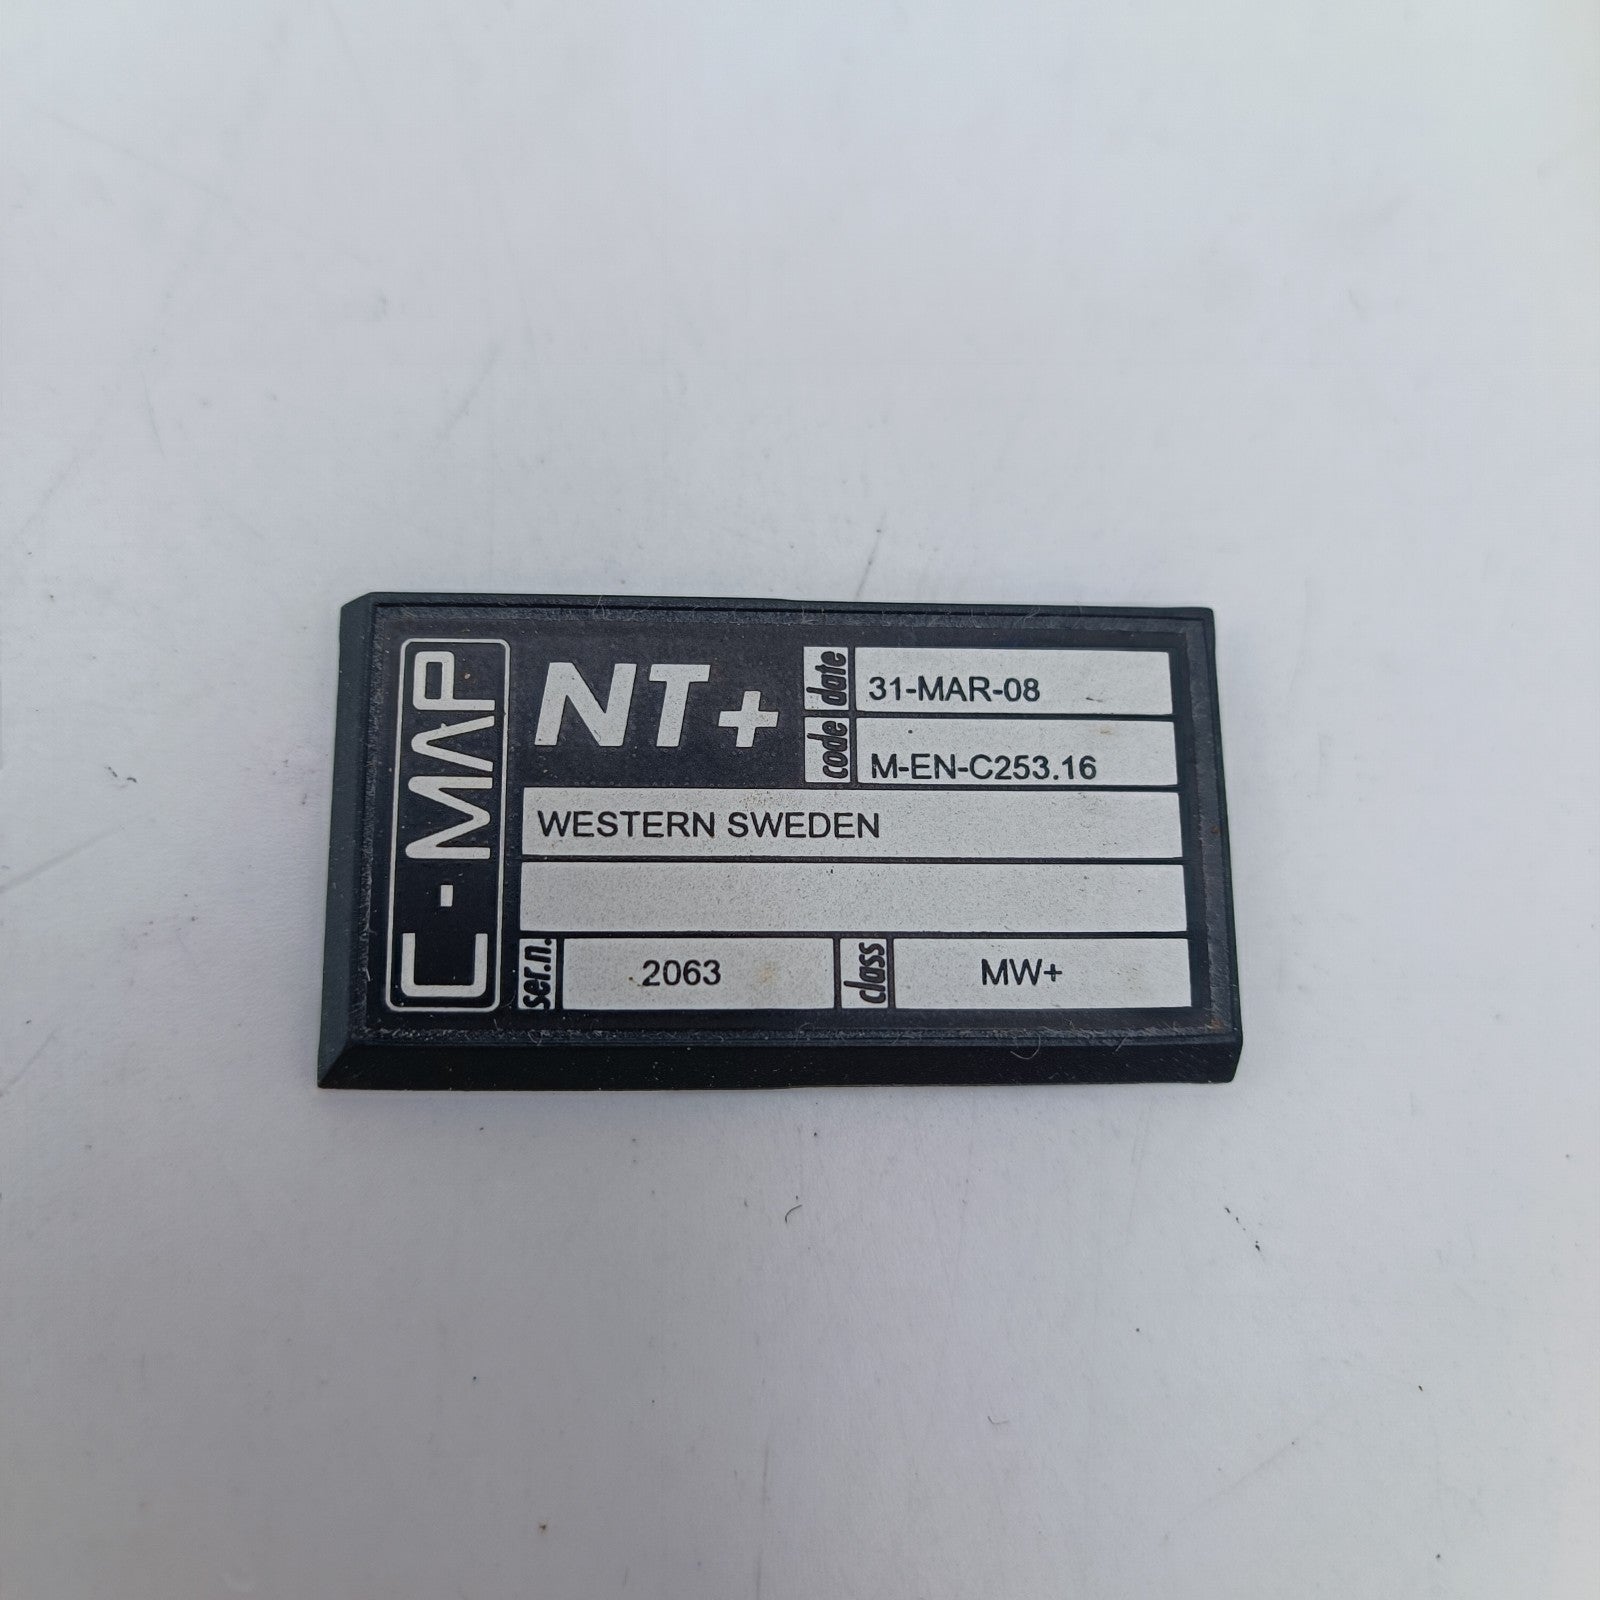 C-MAP
NT+
date 31-MAR-08
code M-EN-C253.16
WESTERN SWEDEN
ser.n. 2063 class MW+